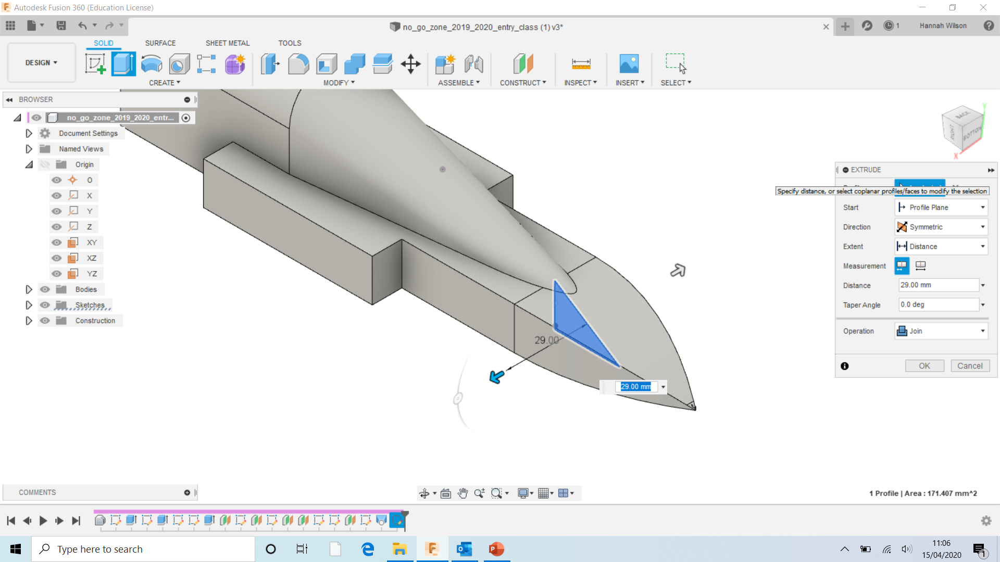 Autodesk Fusion 360 (Education License)
no_go_zone_2019_2020_entry_class (1) v3*
1
Hannah Wilson
SOLID
SURFACE
SHEET METAL
TOOLS
DESIGN
CREATE
MODIFY
ASSEMBLE
CONSTRUCT
INSPECT
INSERT
SELECT
BROWSER
no_go_zone_2019_2020_entr...
Document Settings
Named Views
Origin
O
X
Y
Z
XY
XZ
YZ
Bodies
Sketches
Construction
BACK
RIGHT
BOTTOM
Y
X
EXTRUDE
Specify distance, or select coplanar profiles/faces to modify the selection
Start
Profile Plane
Direction
Symmetric
Extent
Distance
Measurement
Distance
29.00 mm
Taper Angle
0.0 deg
Operation
Join
OK
Cancel
29.00
29.00 mm
COMMENTS
1 Profile | Area : 171.407 mm^2
Type here to search
11:06
15/04/2020
1